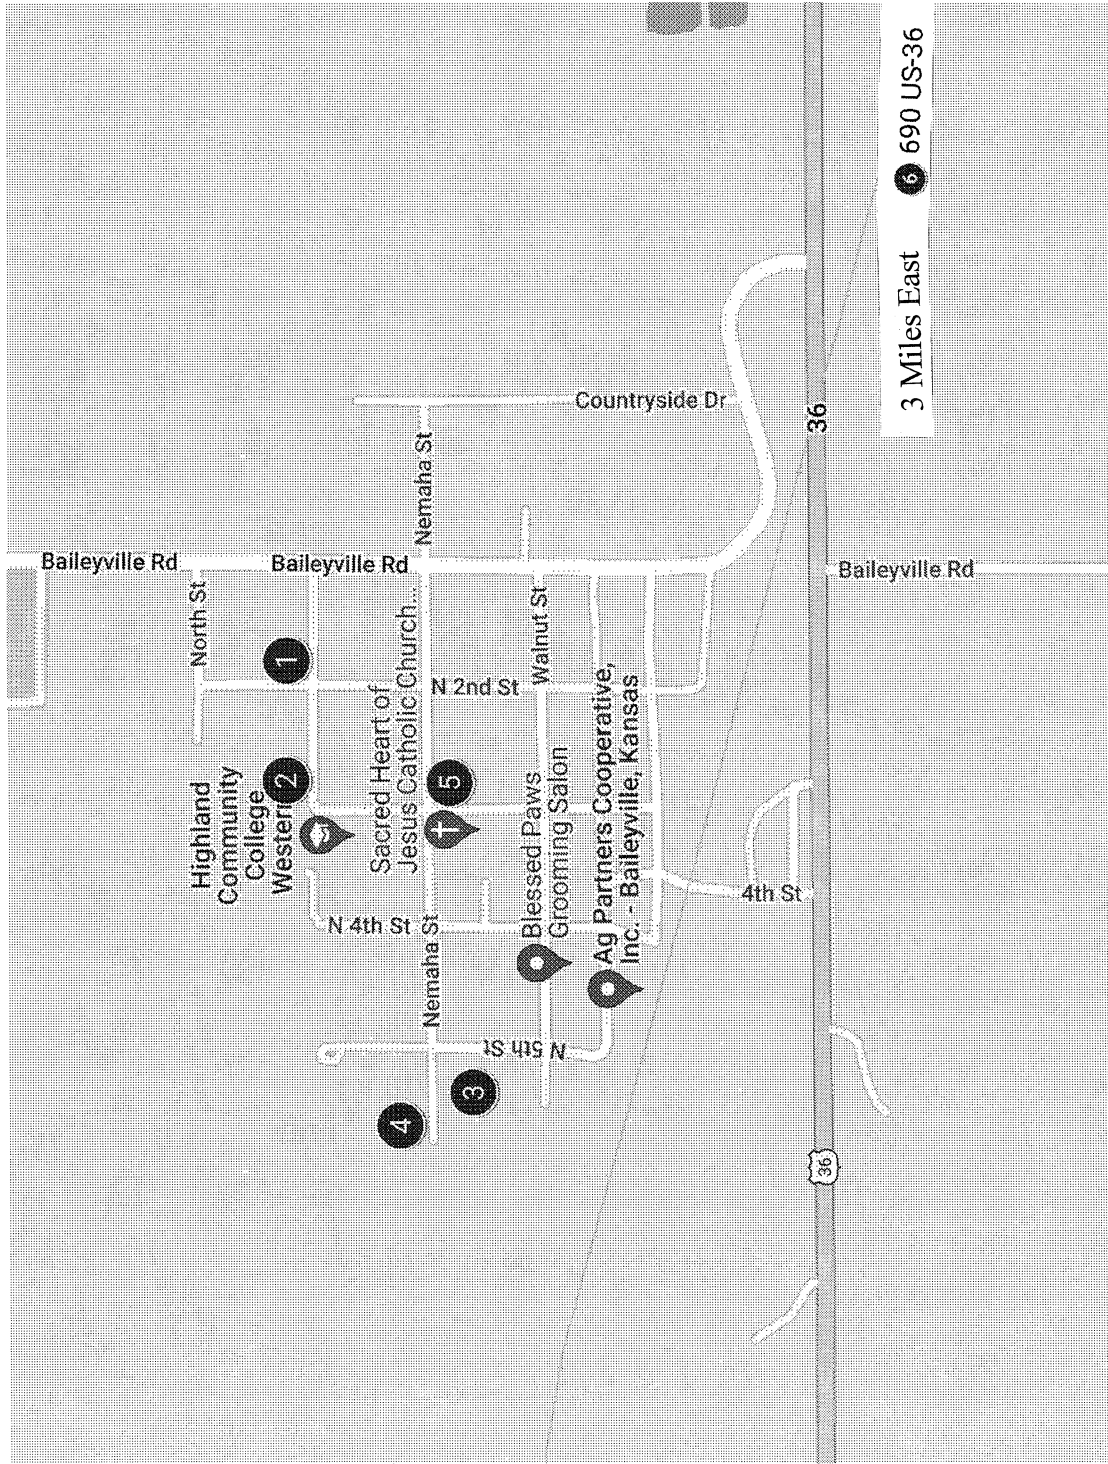 Baileyville Rd
Baileyville Rd
North St
Nemaha St
Countryside Dr
36
3 Miles East 6 690 US-36
Baileyville Rd
1
N 2nd St
Walnut St
Highland
Community
College
Western
2
Sacred Heart of
Jesus Catholic Church...
5
Blessed Paws
Grooming Salon
Ag Partners Cooperative,
Inc. - Baileyville, Kansas
4th St
N 4th St
Nemaha St
N 5th St
3
4
36